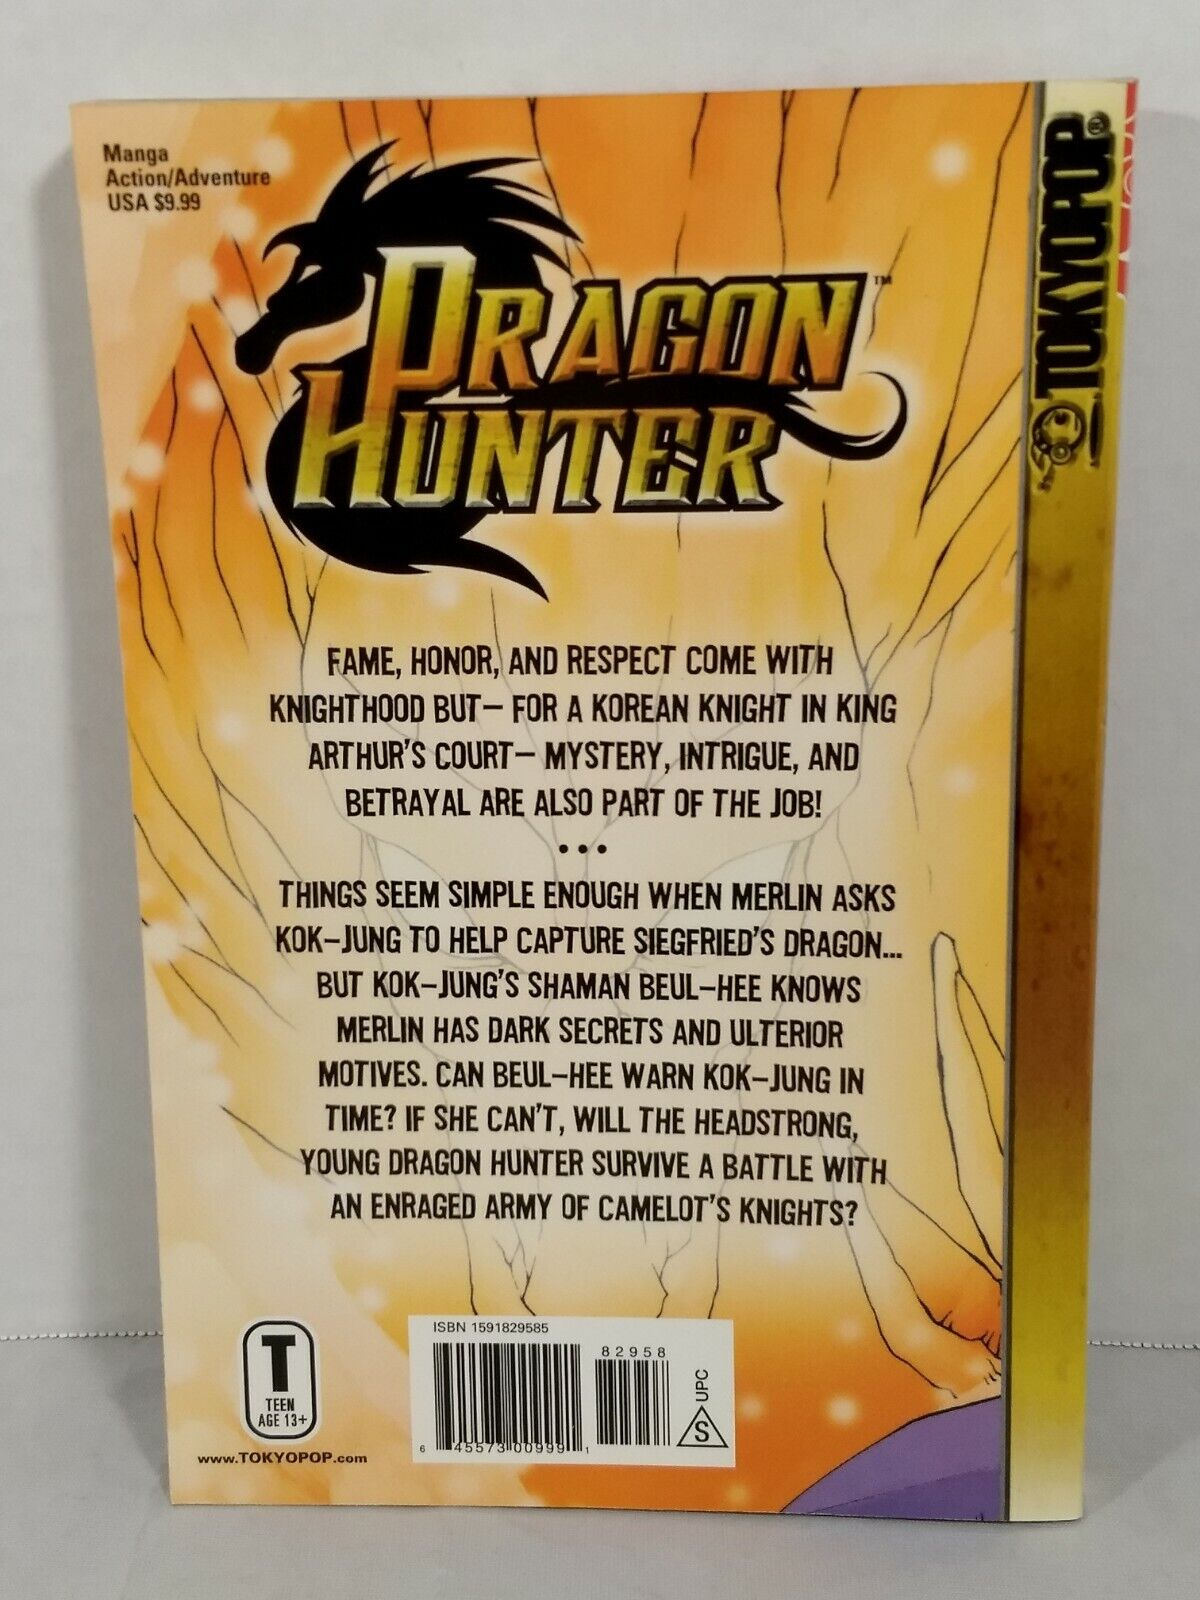 Manga
Action/Adventure
USA $9.99
DRAGON™
HUNTER
TOKYOPOP®
FAME, HONOR, AND RESPECT COME WITH
KNIGHTHOOD BUT— FOR A KOREAN KNIGHT IN KING
ARTHUR'S COURT— MYSTERY, INTRIGUE, AND
BETRAYAL ARE ALSO PART OF THE JOB!
•••
THINGS SEEM SIMPLE ENOUGH WHEN MERLIN ASKS
KOK-JUNG TO HELP CAPTURE SIEGFRIED'S DRAGON...
BUT KOK-JUNG'S SHAMAN BEUL-HEE KNOWS
MERLIN HAS DARK SECRETS AND ULTERIOR
MOTIVES. CAN BEUL-HEE WARN KOK-JUNG IN
TIME? IF SHE CAN'T, WILL THE HEADSTRONG,
YOUNG DRAGON HUNTER SURVIVE A BATTLE WITH
AN ENRAGED ARMY OF CAMELOT'S KNIGHTS?
T
TEEN
AGE 13+
www.TOKYOPOP.com
ISBN 1591829585
82958
6 45573 00999 1
S
UPC